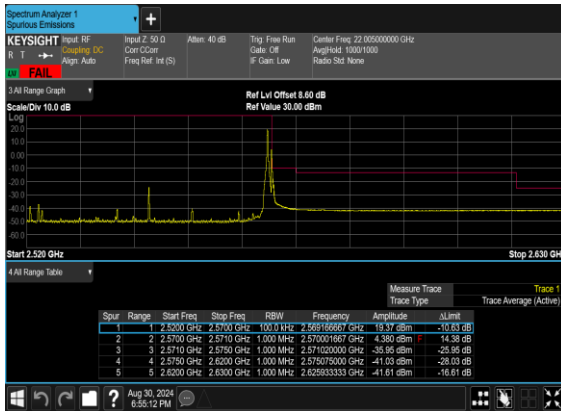 Spectrum Analyzer 1
Spurious Emissions
+
KEYSIGHT Input: RF Input Z: 50 Ω Atten: 40 dB Trig: Free Run Center Freq: 22.005000000 GHz
R T Coupling: DC Corr CCorr Gate: Off Avg|Hold: 1000/1000
Align: Auto Freq Ref: Int (S) IF Gain: Low Radio Std: None
FAIL
3 All Range Graph
Ref Lvl Offset 8.60 dB
Scale/Div 10.0 dB Ref Value 30.00 dBm
Log
20.0
10.0
0.00
-10.0
-20.0
-30.0
-40.0
-50.0
-60.0
Start 2.520 GHz Stop 2.630 GH
4 All Range Table
Measure Trace Trace 1
Trace Type Trace Average (Active)
Spur Range Start Freq Stop Freq RBW Frequency Amplitude ΔLimit
1 1 2.5200 GHz 2.5700 GHz 100.0 kHz 2.569166667 GHz 19.37 dBm -10.63 dB
2 2 2.5700 GHz 2.5710 GHz 1.000 MHz 2.570001667 GHz 4.380 dBm F 14.38 dB
3 3 2.5710 GHz 2.5750 GHz 1.000 MHz 2.571020000 GHz -35.95 dBm -25.95 dB
4 4 2.5750 GHz 2.6200 GHz 1.000 MHz 2.575075000 GHz -41.03 dBm -28.03 dB
5 5 2.6200 GHz 2.6300 GHz 1.000 MHz 2.625933333 GHz -41.61 dBm -16.61 dB
? Aug 30, 2024
6:55:12 PM